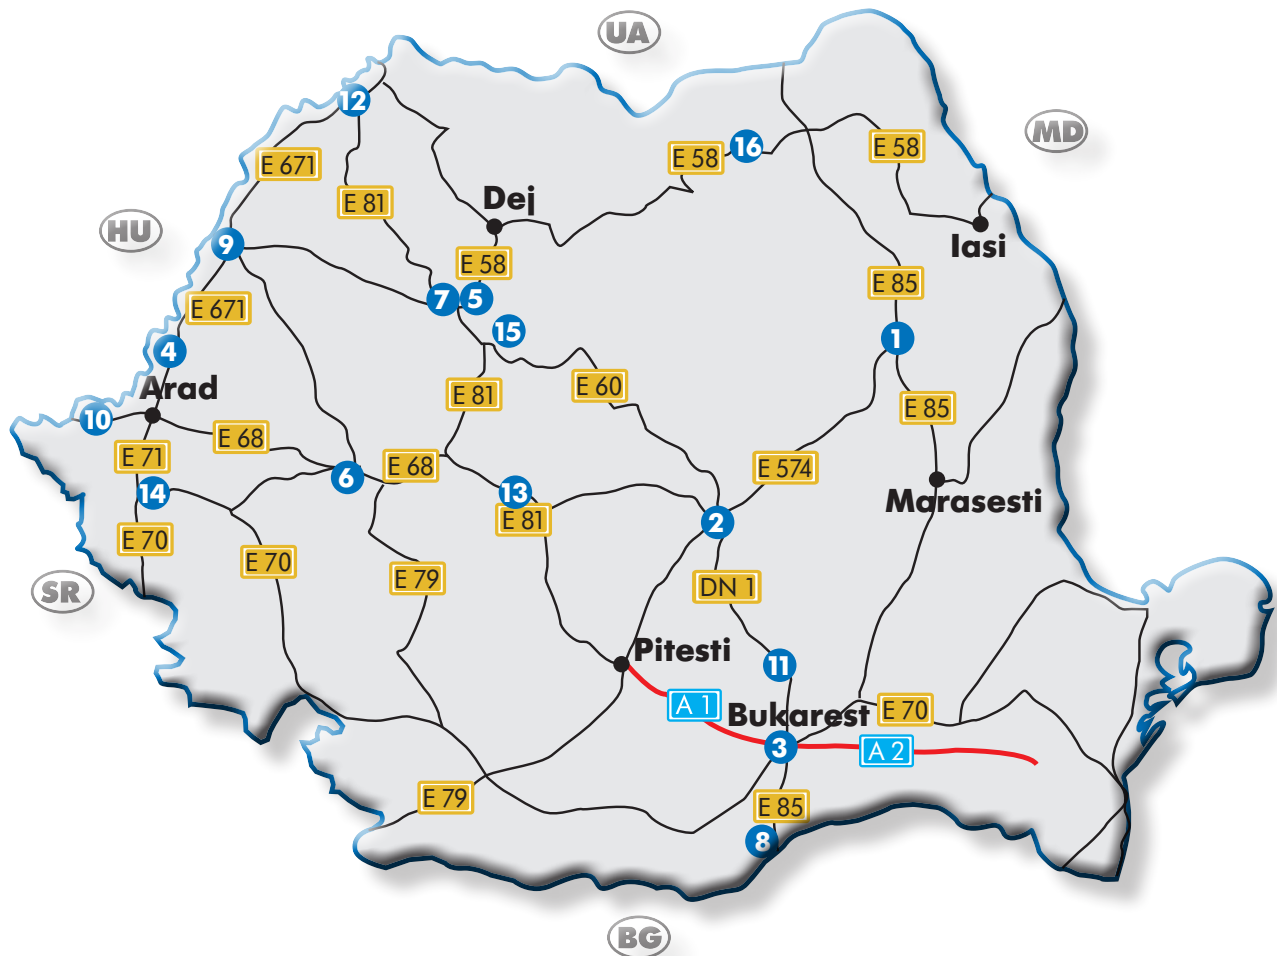 UA
12
MD
E 671
16
E 58
E 58
E 81
Dej
HU
9
Iasi
E 58
E 85
7
5
E 671
15
1
4
Arad
E 60
E 81
E 85
10
E 68
E 71
E 68
E 574
6
14
13
Marasesti
E 81
2
E 70
E 70
E 79
DN 1
SR
Pitesti
11
A 1
Bukarest
E 70
3
A 2
E 79
E 85
8
BG